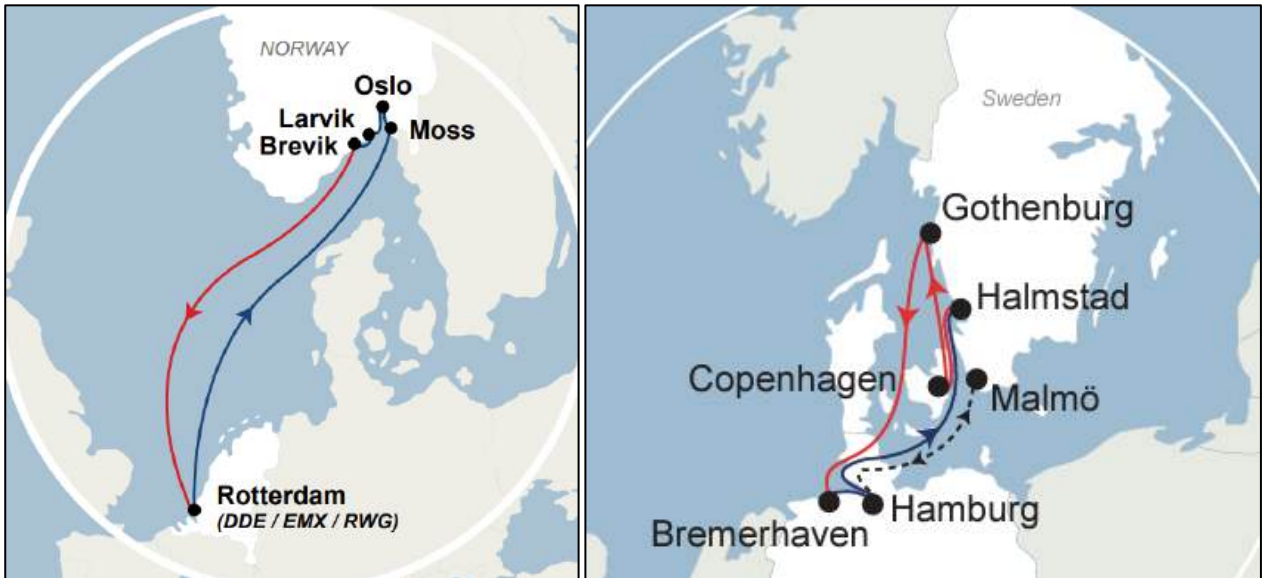 NORWAY
Oslo
Larvik
Moss
Brevik
Rotterdam
(DDE / EMX / RWG)
Sweden
Gothenburg
Halmstad
Copenhagen
Malmö
Hamburg
Bremerhaven